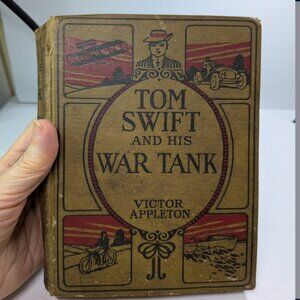 TOM
SWIFT
AND HIS
WAR TANK
VICTOR
APPLETON